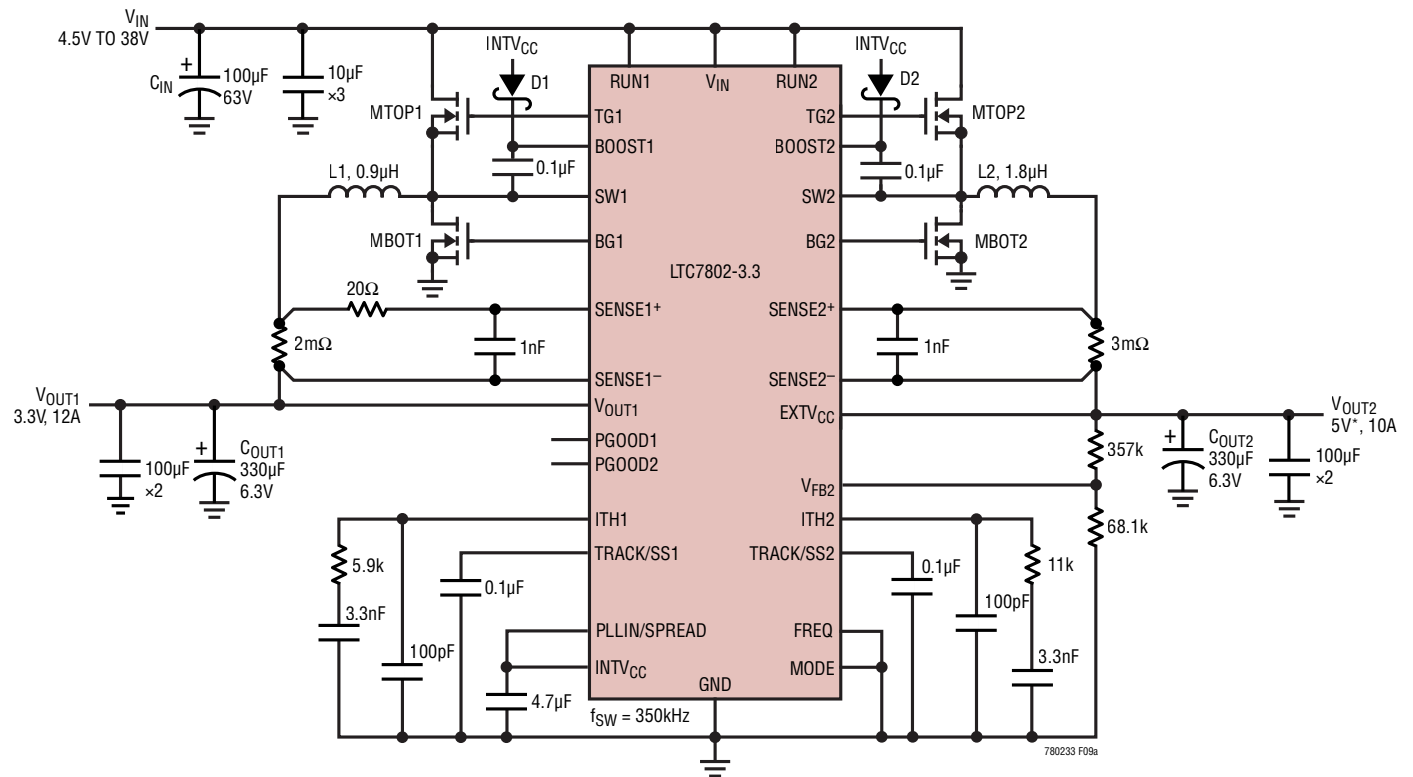 VIN
4.5V TO 38V
CIN
+
100µF
63V
10µF
×3
INTVCC
D1
MTOP1
0.1µF
L1, 0.9µH
MBOT1
20Ω
2mΩ
1nF
VOUT1
3.3V, 12A
100µF
×2
+
COUT1
330µF
6.3V
5.9k
3.3nF
100pF
0.1µF
4.7µF
RUN1
VIN
RUN2
TG1
BOOST1
SW1
BG1
LTC7802-3.3
SENSE1+
SENSE1–
VOUT1
PGOOD1
PGOOD2
ITH1
TRACK/SS1
PLLIN/SPREAD
INTVCC
GND
TG2
BOOST2
SW2
BG2
SENSE2+
SENSE2–
EXTVCC
VFB2
ITH2
TRACK/SS2
FREQ
MODE
fSW = 350kHz
INTVCC
D2
MTOP2
0.1µF
L2, 1.8µH
MBOT2
1nF
3mΩ
VOUT2
5V*, 10A
357k
68.1k
+
COUT2
330µF
6.3V
100µF
×2
0.1µF
100pF
11k
3.3nF
780233 F09a